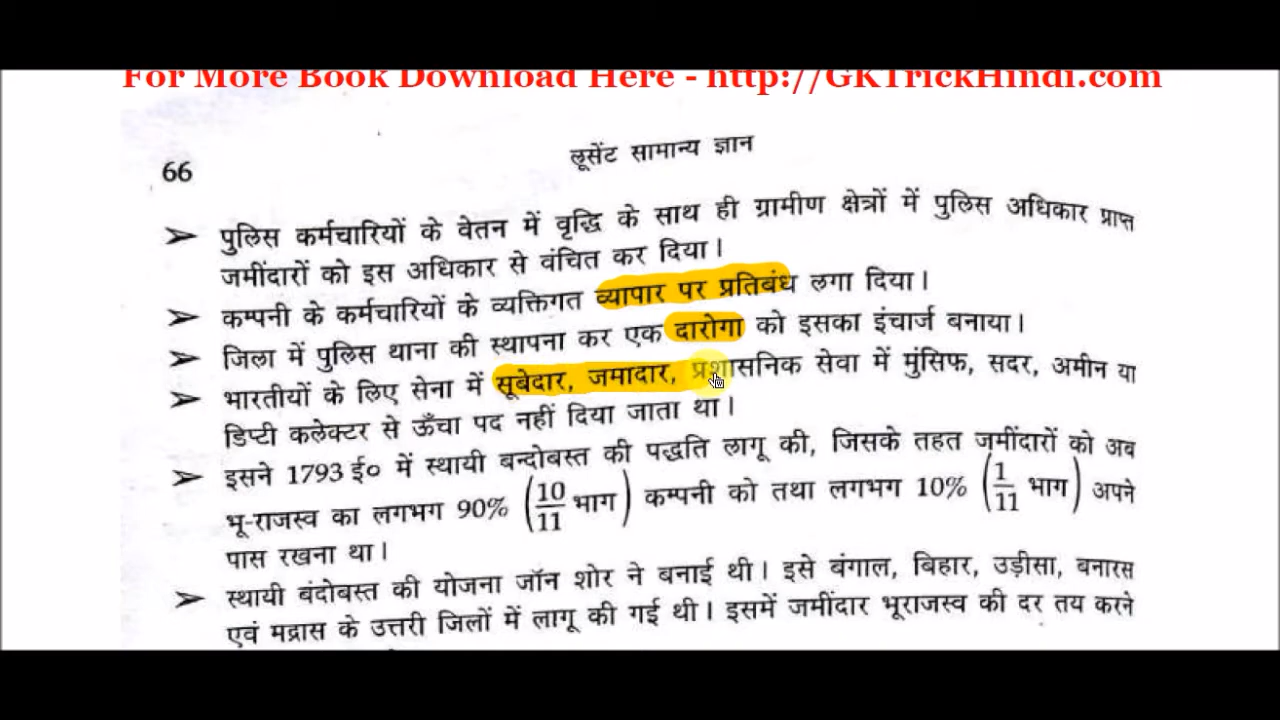 For More Book Download Here - http://GKTrickHindi.com
66
लूसेंट सामान्य ज्ञान
➢ पुलिस कर्मचारियों के वेतन में वृद्धि के साथ ही ग्रामीण क्षेत्रों में पुलिस अधिकार प्राप्त
जमींदारों को इस अधिकार से वंचित कर दिया।
➢ कम्पनी के कर्मचारियों के व्यक्तिगत व्यापार पर प्रतिबंध लगा दिया।
➢ जिला में पुलिस थाना की स्थापना कर एक दारोगा को इसका इंचार्ज बनाया।
➢ भारतीयों के लिए सेना में सूबेदार, जमादार, प्रशासनिक सेवा में मुंसिफ, सदर, अमीन या
डिप्टी कलेक्टर से ऊँचा पद नहीं दिया जाता था।
➢ इसने 1793 ई० में स्थायी बन्दोबस्त की पद्धति लागू की, जिसके तहत जमींदारों को अब
भू-राजस्व का लगभग 90% (10/11 भाग) कम्पनी को तथा लगभग 10% (1/11 भाग) अपने
पास रखना था।
➢ स्थायी बंदोबस्त की योजना जॉन शोर ने बनाई थी। इसे बंगाल, बिहार, उड़ीसा, बनारस
एवं मद्रास के उत्तरी जिलों में लागू की गई थी। इसमें जमींदार भूराजस्व की दर तय करने